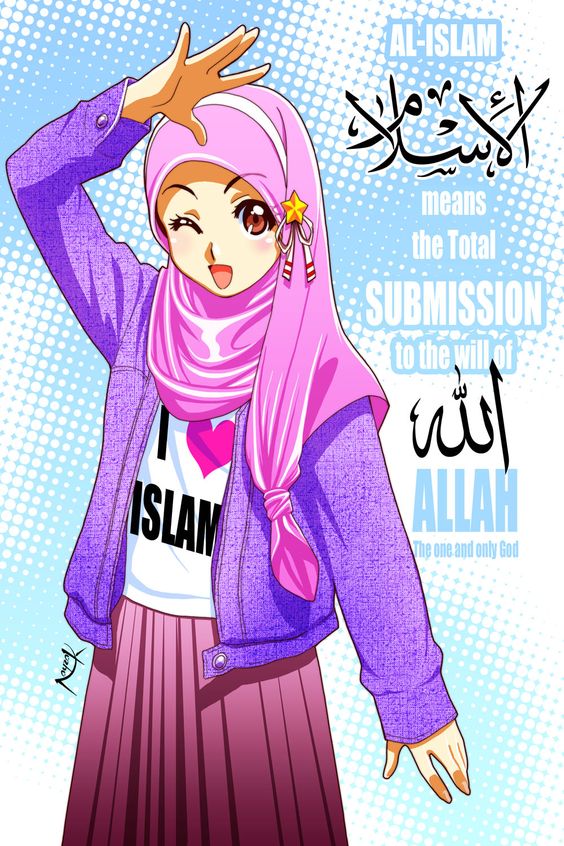 AL-ISLAM
الإسلام
means
the Total
SUBMISSION
to the will of
الله
ALLAH
The one and only God
I ♥
ISLAM